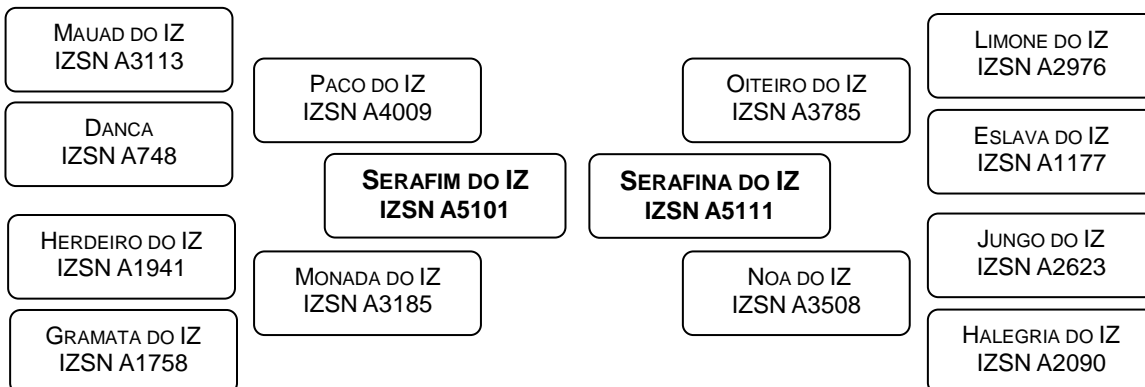 MAUAD DO IZ
IZSN A3113
DANCA
IZSN A748
HERDEIRO DO IZ
IZSN A1941
GRAMATA DO IZ
IZSN A1758
PACO DO IZ
IZSN A4009
MONADA DO IZ
IZSN A3185
SERAFIM DO IZ
IZSN A5101
SERAFINA DO IZ
IZSN A5111
OITEIRO DO IZ
IZSN A3785
NOA DO IZ
IZSN A3508
LIMONE DO IZ
IZSN A2976
ESLAVA DO IZ
IZSN A1177
JUNGO DO IZ
IZSN A2623
HALEGRIA DO IZ
IZSN A2090